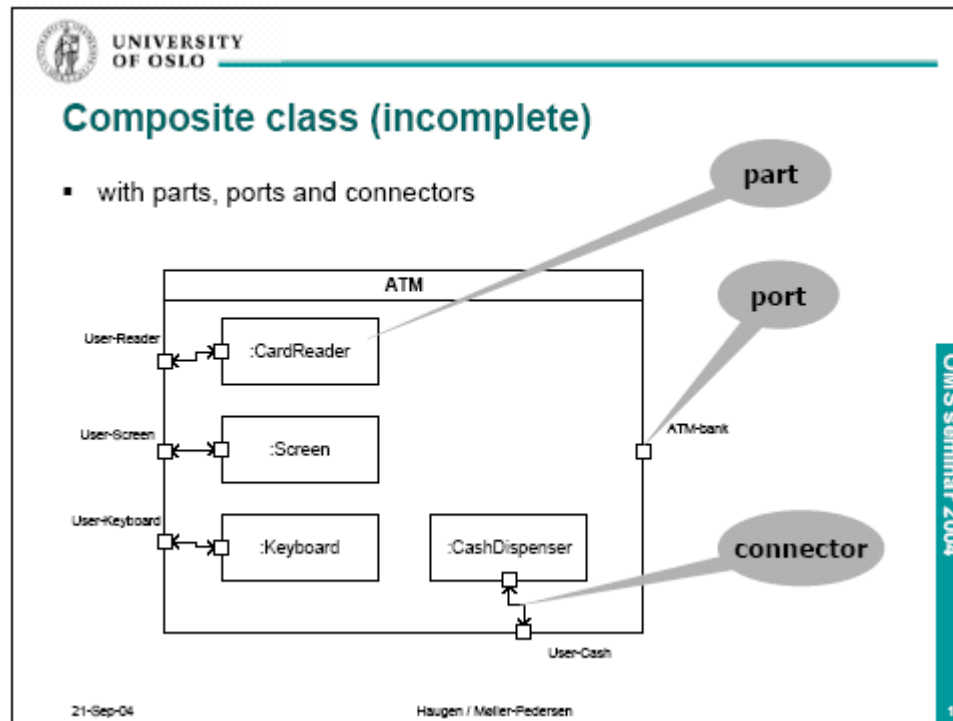 UNIVERSITY
OF OSLO
Composite class (incomplete)
▪ with parts, ports and connectors
part
port
connector
ATM
User-Reader
:CardReader
User-Screen
:Screen
ATM-bank
User-Keyboard
:Keyboard
:CashDispenser
User-Cash
OMS seminar 2004
21-Sep-04
Haugen / Møller-Pedersen
1